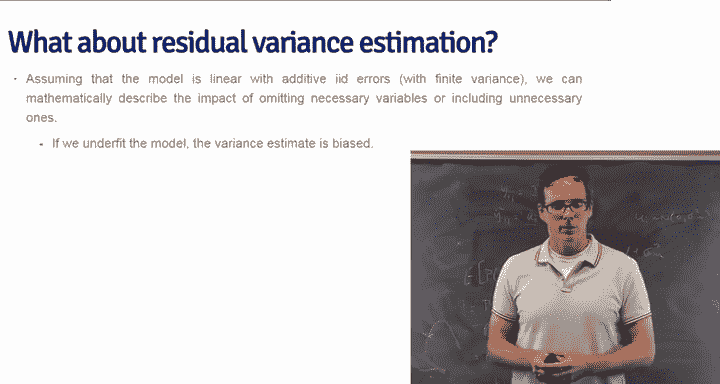 What about residual variance estimation?
Assuming that the model is linear with additive iid errors (with finite variance), we can
mathematically describe the impact of omitting necessary variables or including unnecessary
ones.
If we underfit the model, the variance estimate is biased.